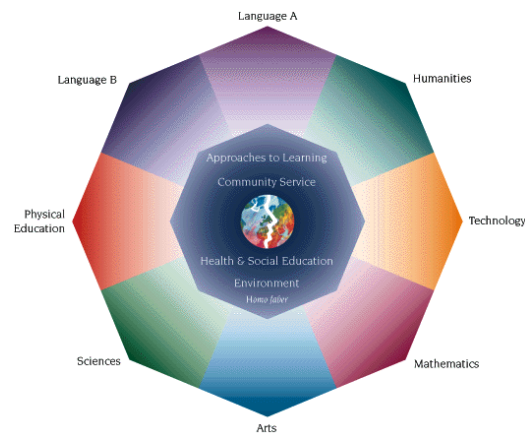 Language A
Language B
Humanities
Approaches to Learning
Community Service
Physical
Education
Technology
Health & Social Education
Environment
Homo faber
Sciences
Mathematics
Arts